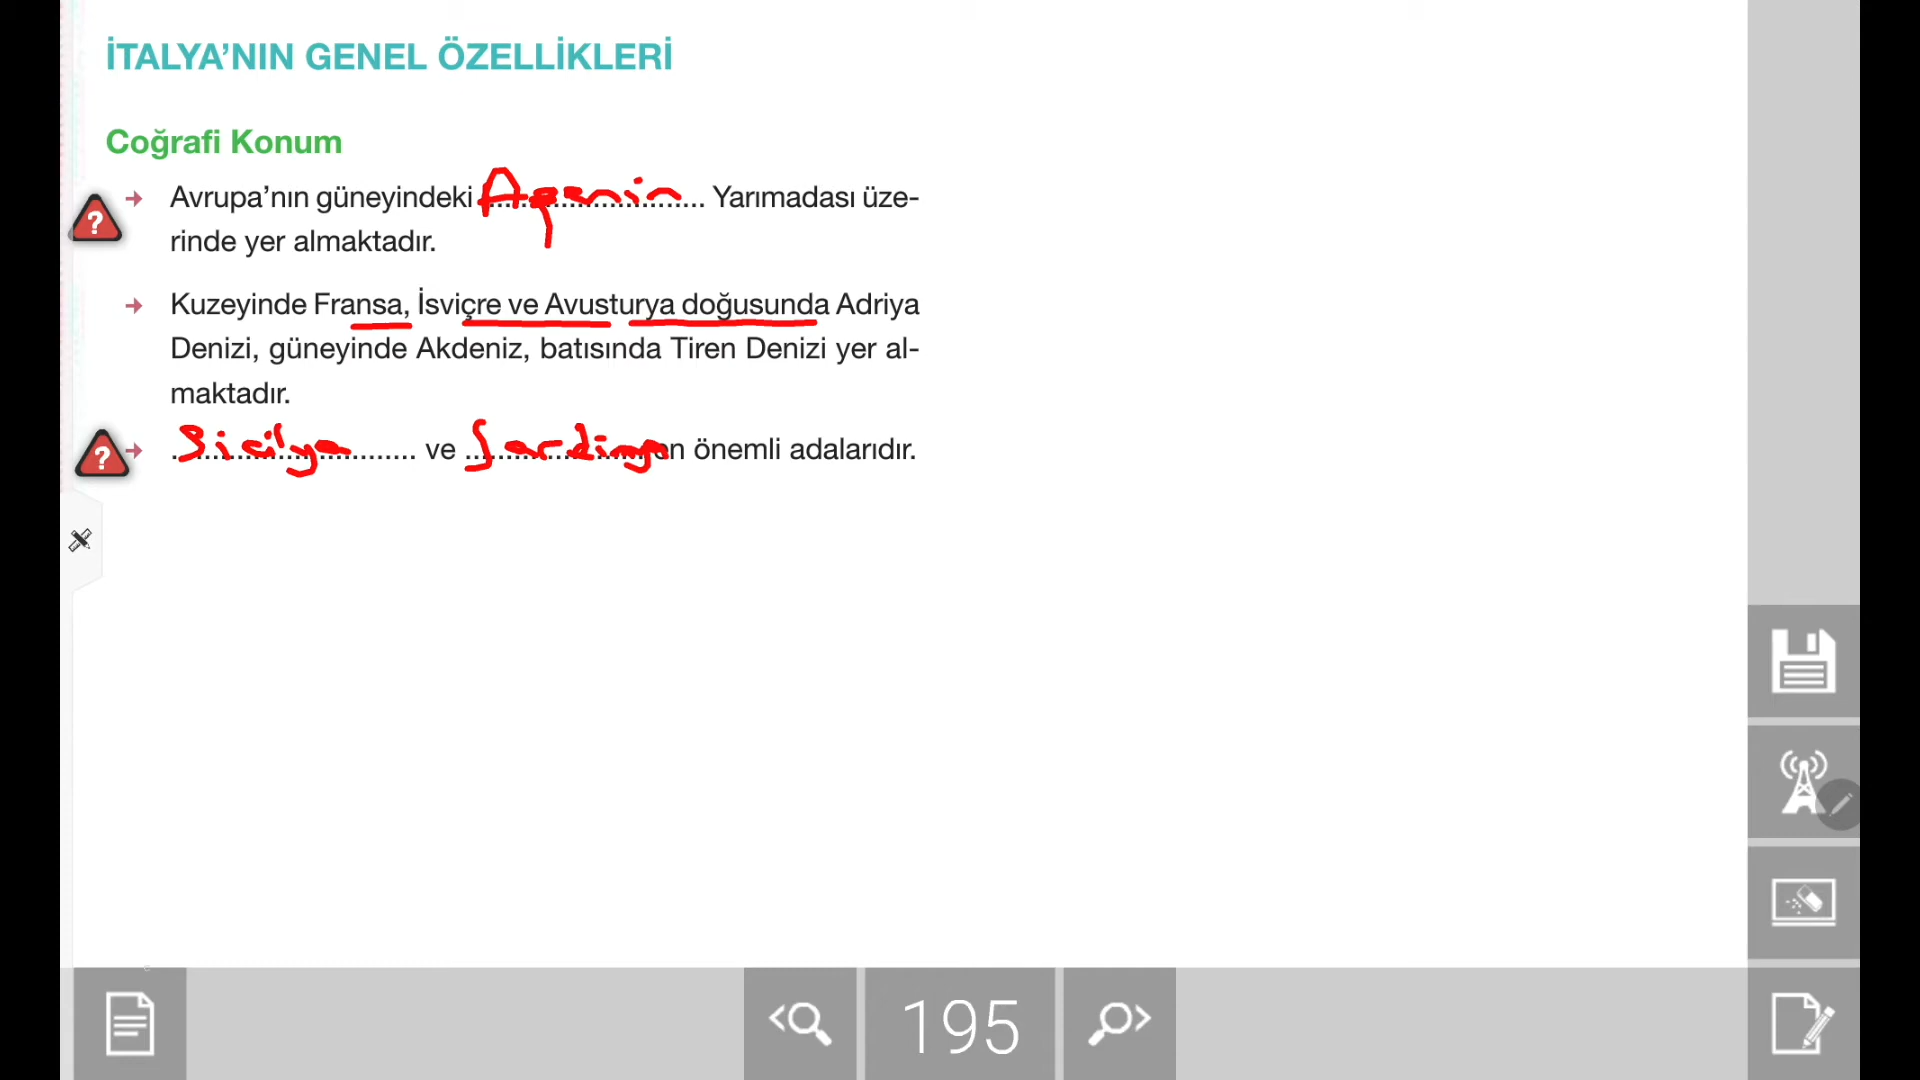 İTALYA'NIN GENEL ÖZELLİKLERİ
Coğrafi Konum
Avrupa'nın güneyindeki Apenin Yarımadası üze-
rinde yer almaktadır.
Kuzeyinde Fransa, İsviçre ve Avusturya doğusunda Adriya
Denizi, güneyinde Akdeniz, batısında Tiren Denizi yer al-
maktadır.
Sicilya ve Sardinya en önemli adalarıdır.
195